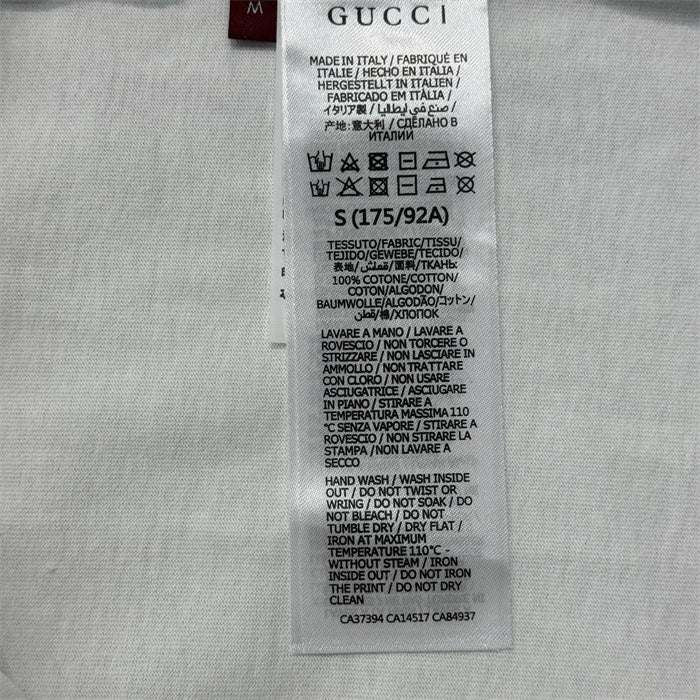 M
GUCCI
MADE IN ITALY / FABRIQUÉ EN
ITALIE / HECHO EN ITÁLIA /
HERGESTELLT IN ITALIEN /
FABRICADO EM ITÀLIA /
イタリア製 / صنع في ايطاليا /
产地:意大利 / СДЕЛАНО В
ИТАЛИИ
S (175/92A)
TESSUTO/FABRIC/TISSU/
TEJIDO/GEWEBE/TECIDO/
表地/قماش/面料/ТКАНЬ:
100% COTONE/COTTON/
COTON/ALGODON/
BAUMWOLLE/ALGODÃO/コットン/
قطن/棉/ХЛОПОК
LAVARE A MANO / LAVARE A
ROVESCIO / NON TORCERE O
STRIZZARE / NON LASCIARE IN
AMMOLLO / NON TRATTARE
CON CLORO / NON USARE
ASCIUGATRICE / ASCIUGARE
IN PIANO / STIRARE A
TEMPERATURA MASSIMA 110
°C SENZA VAPORE / STIRARE A
ROVESCIO / NON STIRARE LA
STAMPA /NON LAVARE A
SECCO
HAND WASH / WASH INSIDE
OUT / DO NOT TWIST OR
WRING / DO NOT SOAK / DO
NOT BLEACH / DO NOT
TUMBLE DRY / DRY FLAT /
IRON AT MAXIMUM
TEMPERATURE 110°C -
WITHOUT STEAM / IRON
INSIDE OUT / DO NOT IRON
THE PRINT / DO NOT DRY
CLEAN
CA37394 CA14517 CA84937